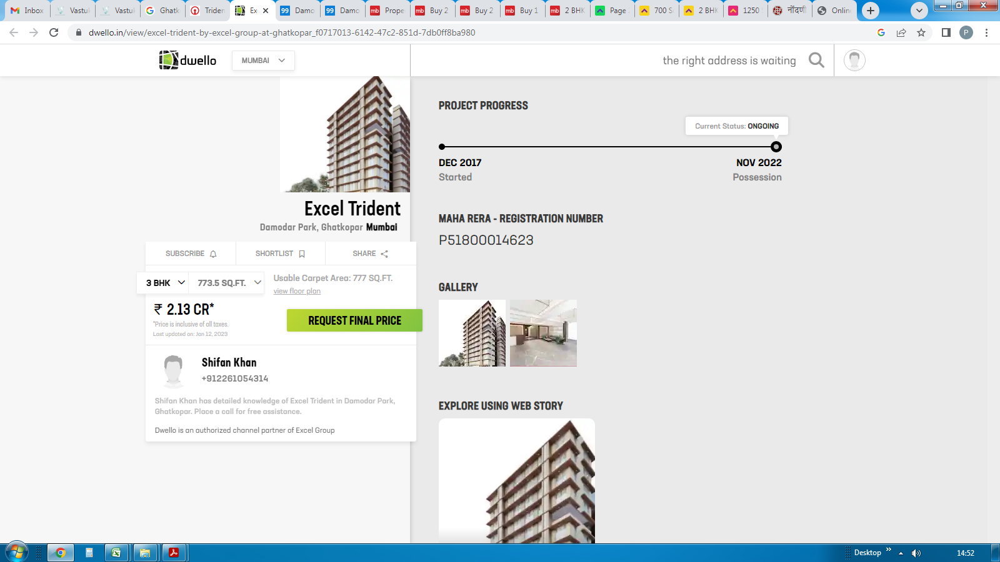 Inbox
Vastu
Vastu
Ghatk
Triden
Ex
99 Damo
99 Damo
mb Prope
mb Buy 2
mb Buy 2
mb Buy 1
mb 2 BHK
Page
700 S
2 BHK
1250
नोंदणी
Onlin
dwello.in/view/excel-trident-by-excel-group-at-ghatkopar_f0717013-6142-47c2-851d-7db0ff8ba980
P
dwello
MUMBAI
the right address is waiting
Excel Trident
Damodar Park, Ghatkopar Mumbai
SUBSCRIBE
SHORTLIST
SHARE
3 BHK
773.5 SQ.FT.
Usable Carpet Area: 777 SQ.FT.
view floor plan
₹ 2.13 CR*
*Price is inclusive of all taxes.
Last updated on: Jan 12, 2023
REQUEST FINAL PRICE
Shifan Khan
+912261054314
Shifan Khan has detailed knowledge of Excel Trident in Damodar Park,
Ghatkopar. Place a call for free assistance.
Dwello is an authorized channel partner of Excel Group
PROJECT PROGRESS
Current Status: ONGOING
DEC 2017
Started
NOV 2022
Possession
MAHA RERA - REGISTRATION NUMBER
P51800014623
GALLERY
EXPLORE USING WEB STORY
Desktop
14:52